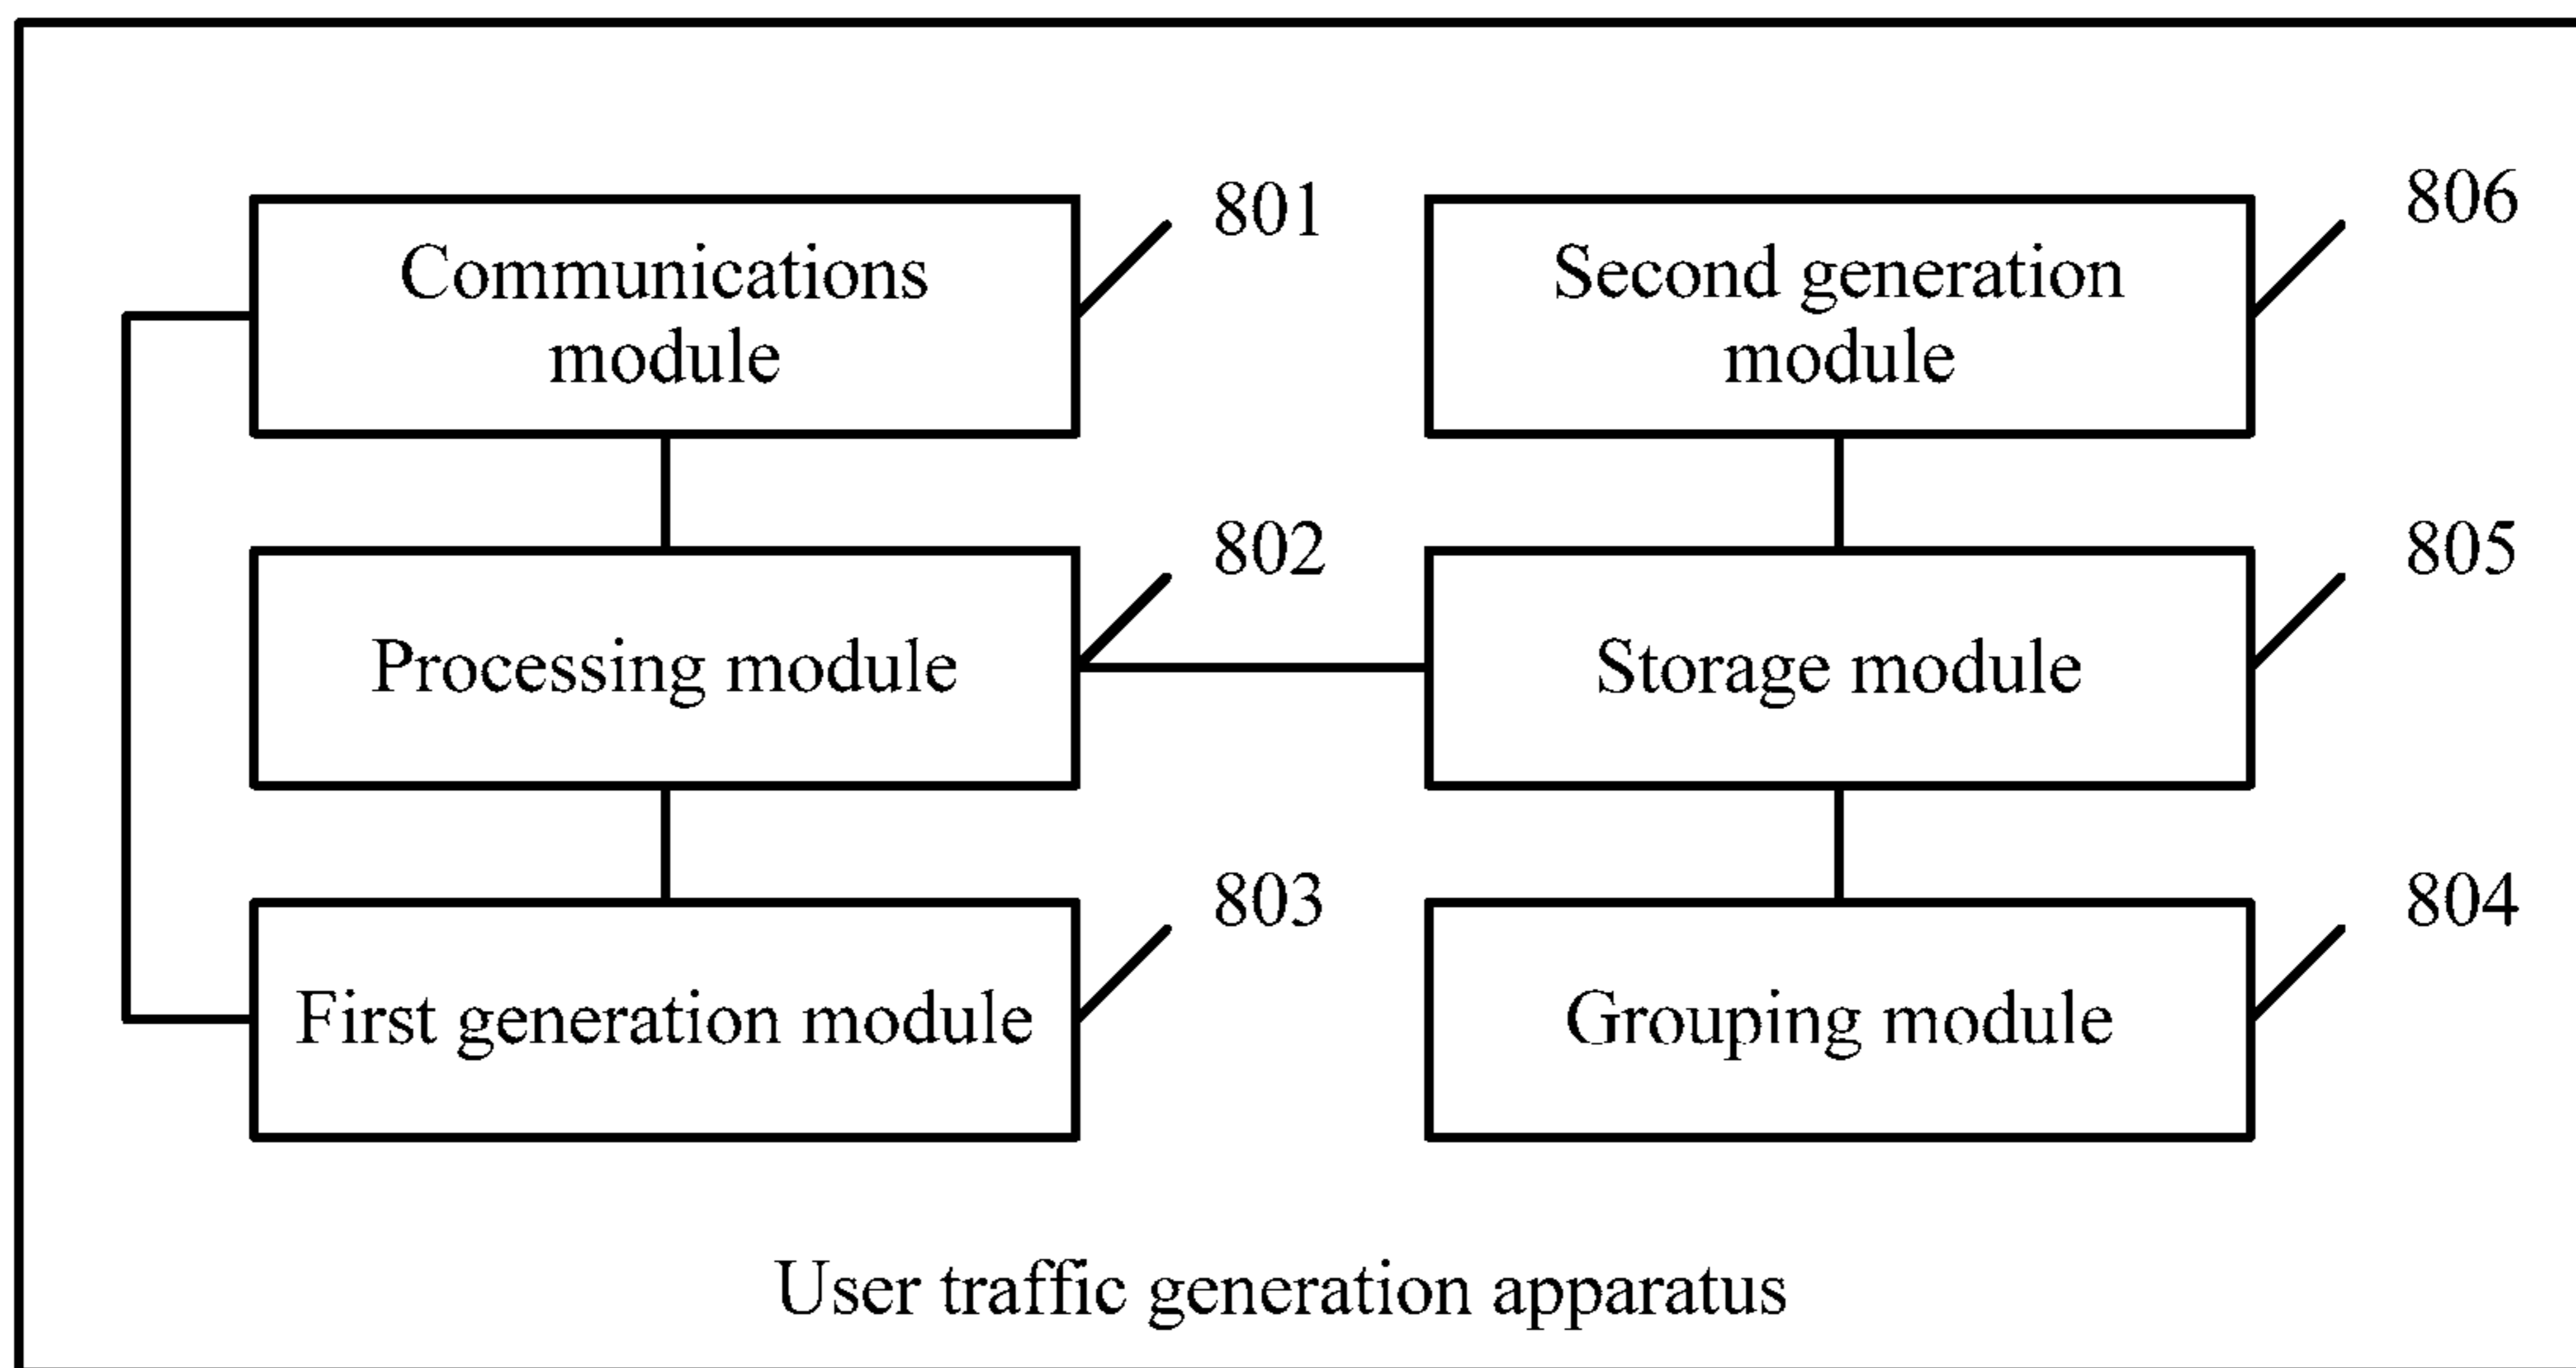 Communications
module
801
Second generation
module
806
Processing module
802
Storage module
805
First generation module
803
Grouping module
804
User traffic generation apparatus